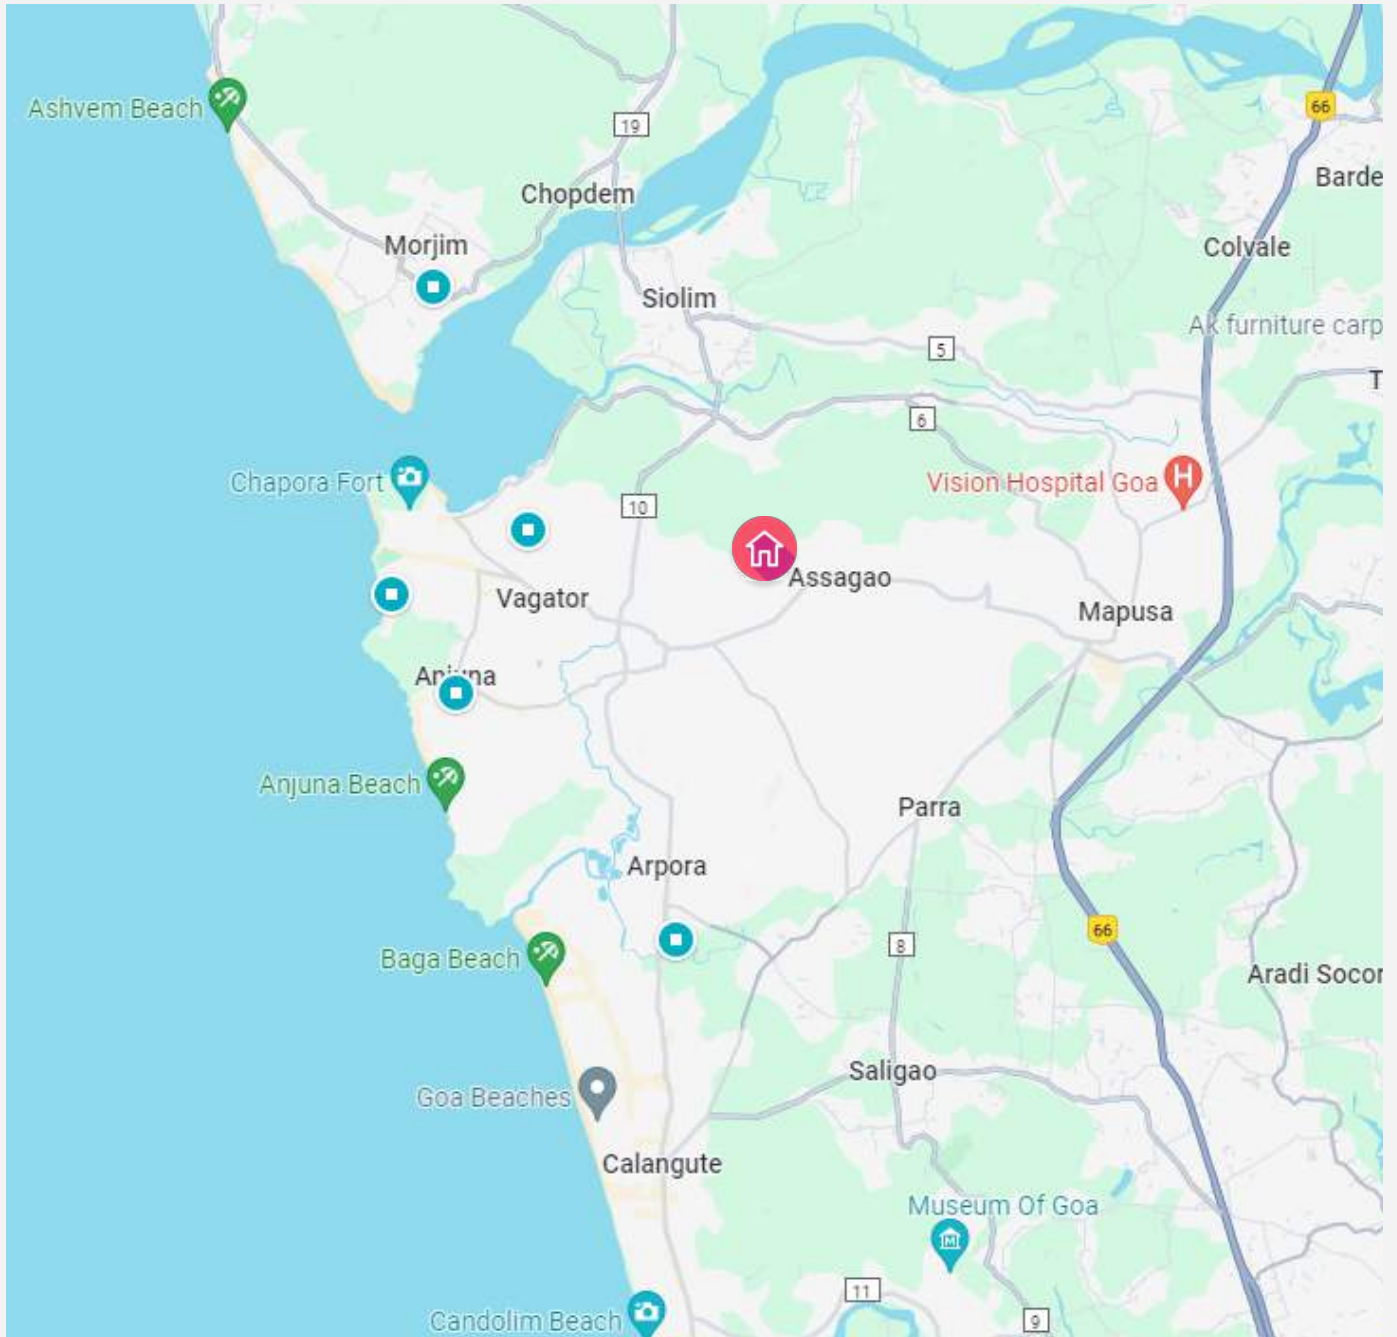 66
Ashvem Beach
19
Barde
Chopdem
Morjim
Colvale
Siolim
Ak furniture carp
5
T
6
Chapora Fort
Vision Hospital Goa
H
10
Assagao
Vagator
Mapusa
Anjuna
Anjuna Beach
Parra
Arpora
66
8
Baga Beach
Aradi Socor
Saligao
Goa Beaches
Calangute
Museum Of Goa
M
11
Candolim Beach
9